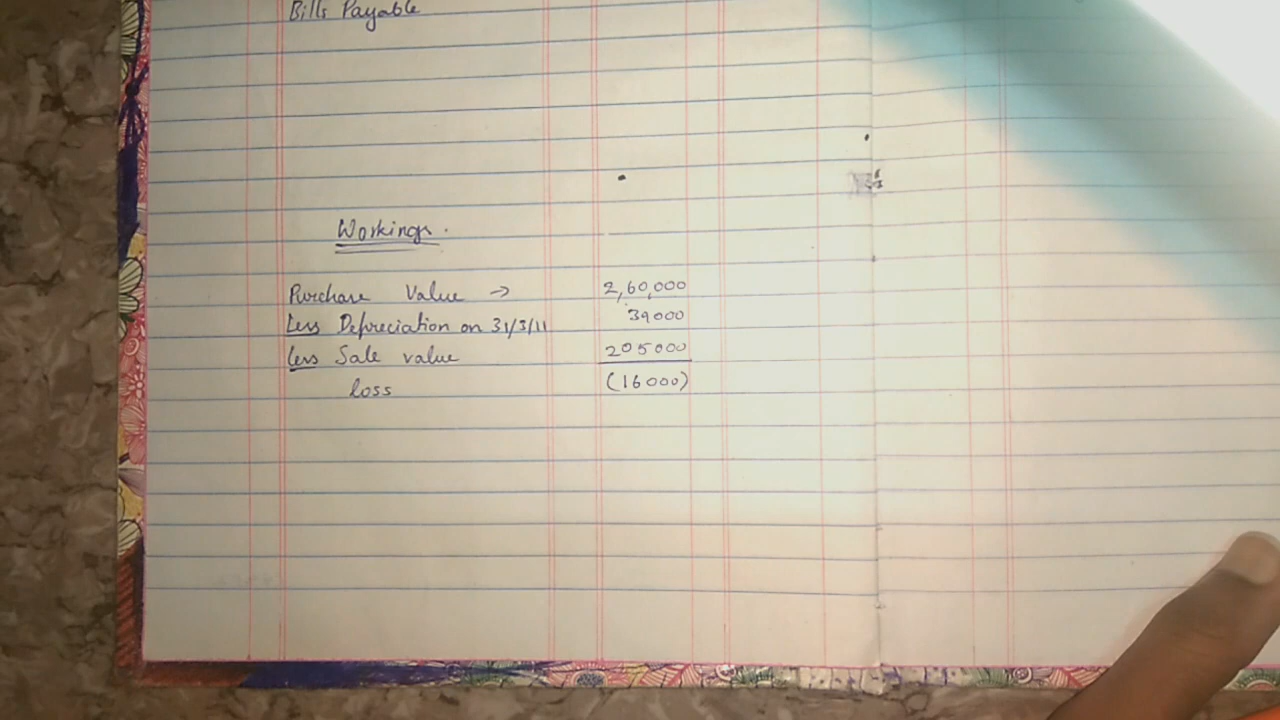 Bills Payable
Workings.
Purchase Value → 2,60,000
Less Depreciation on 31/3/11 39000
Less Sale value 205000
loss (16000)